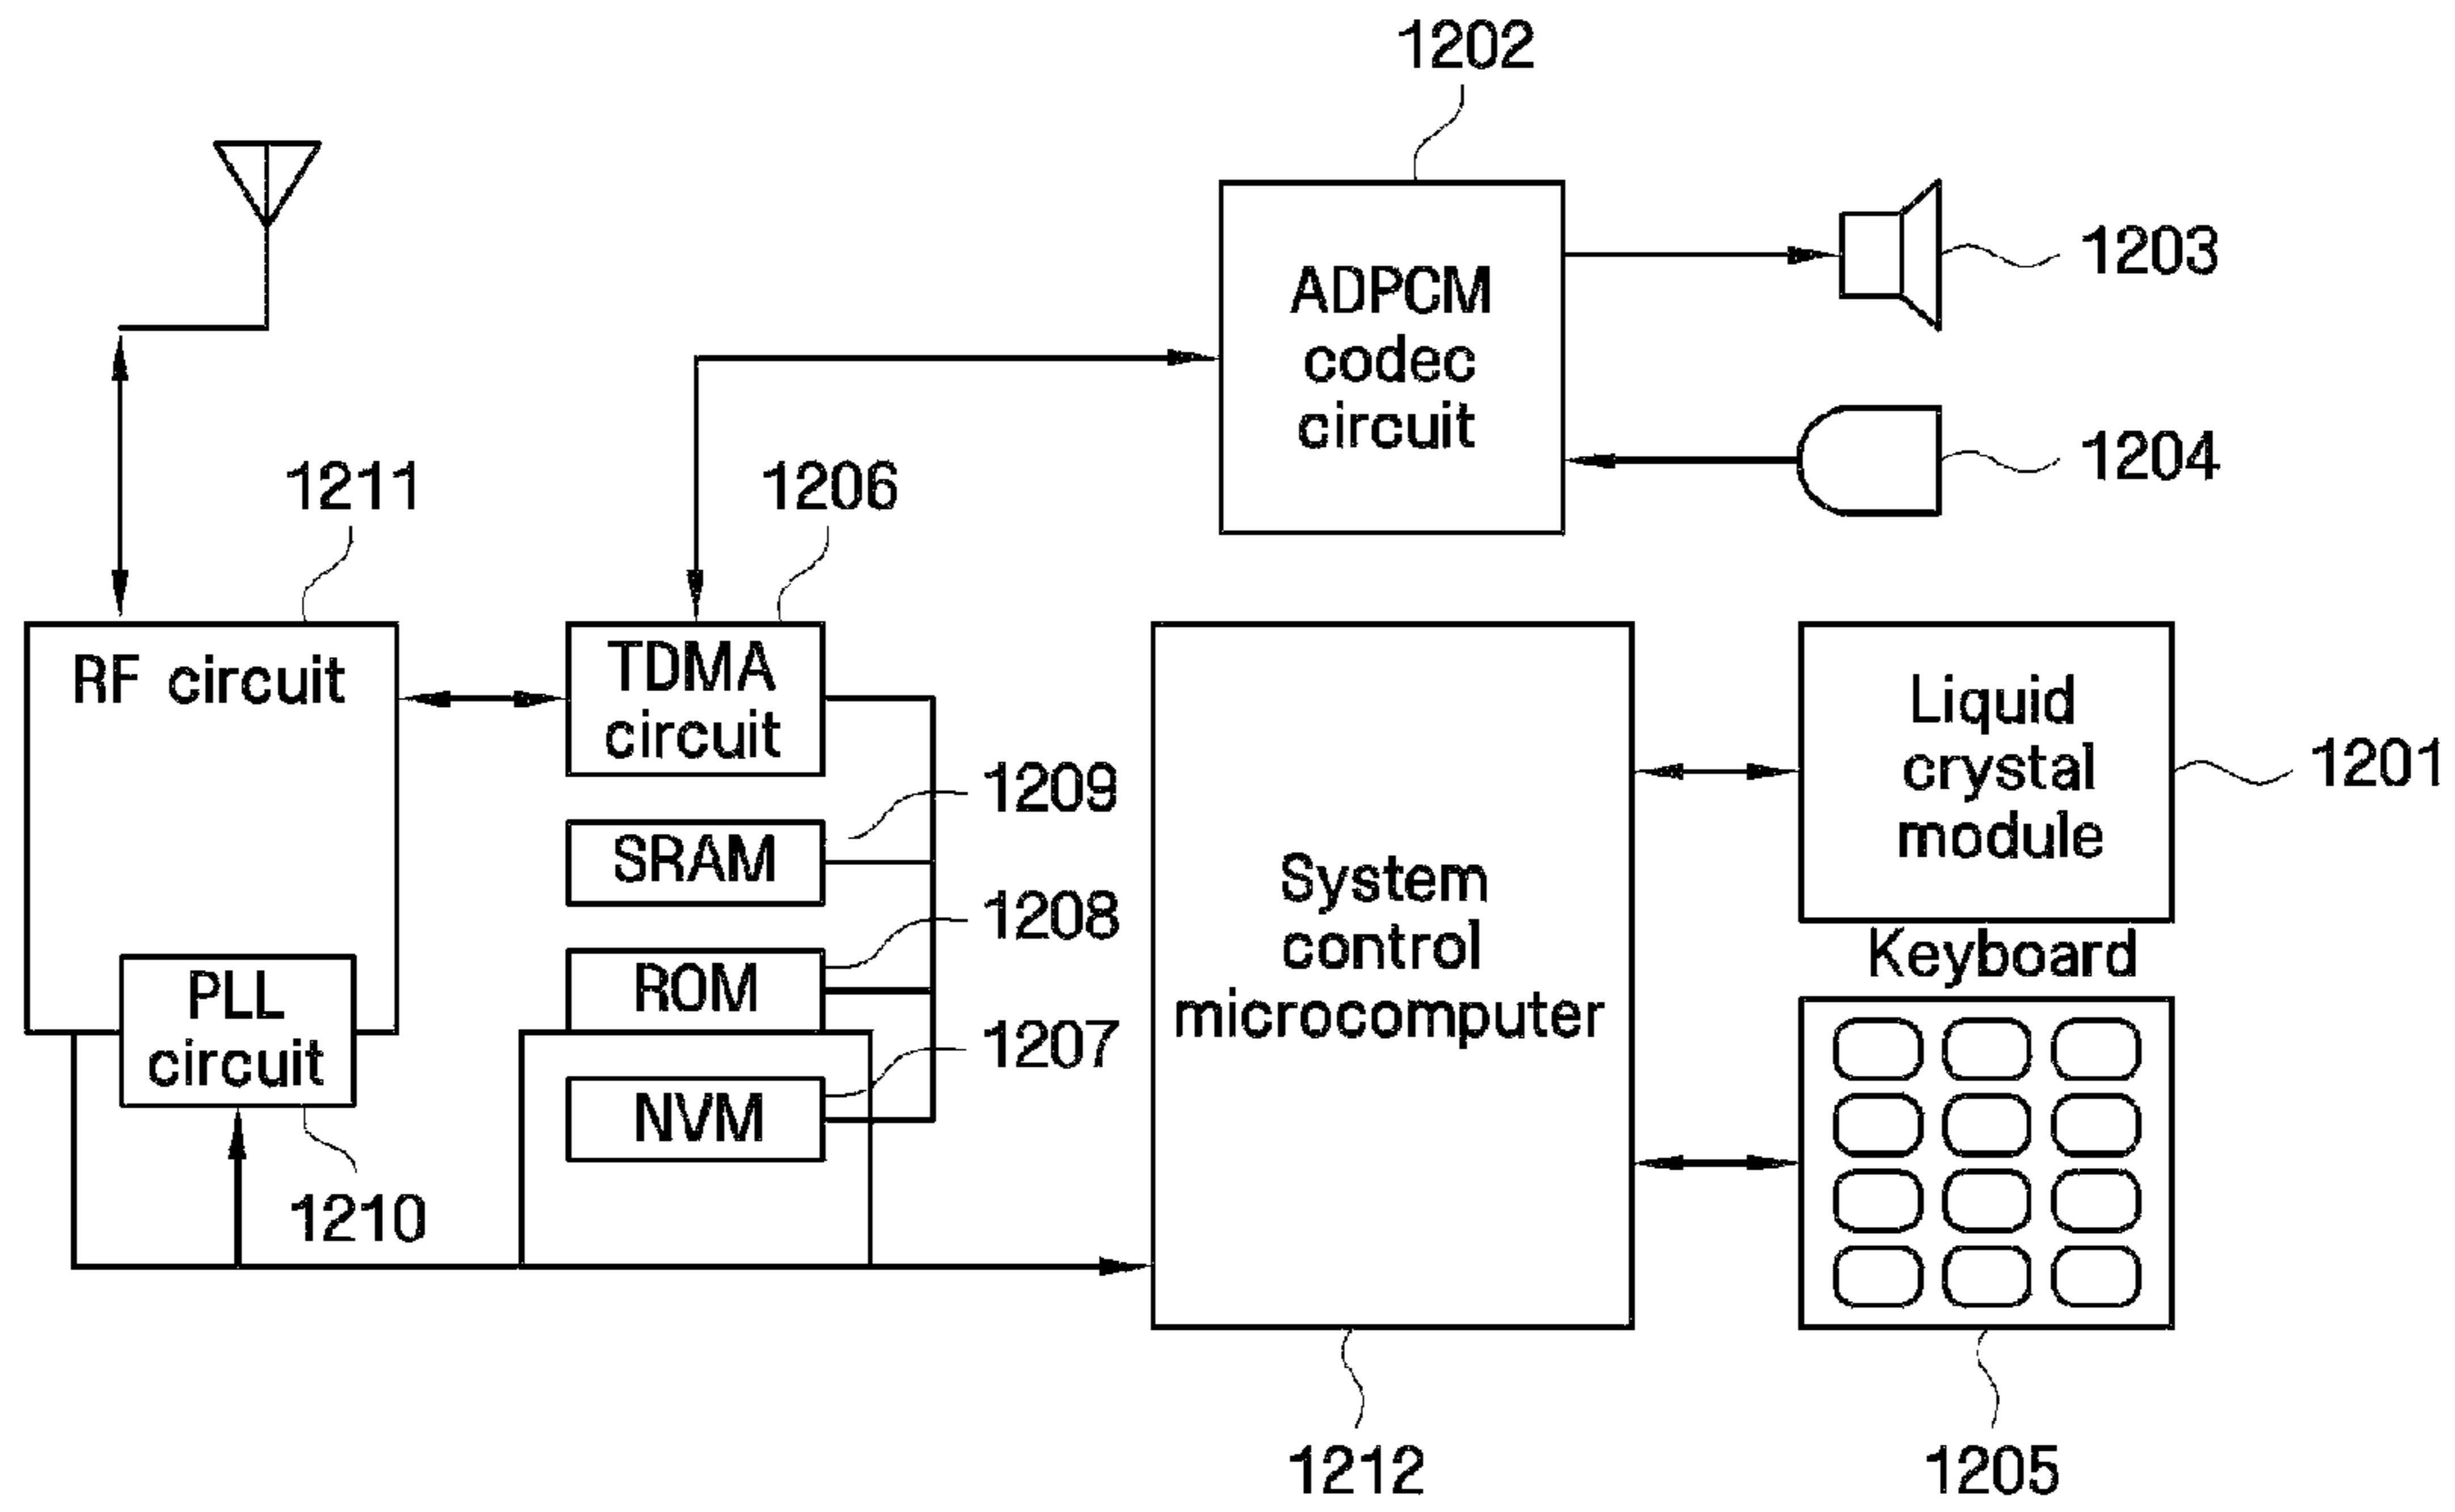 1202
1203
ADPCM
codec
circuit
1204
1211
1206
RF circuit
TDMA
circuit
1209
SRAM
1208
ROM
1207
NVM
PLL
circuit
1210
System
control
microcomputer
1212
Liquid
crystal
module
1201
Keyboard
1205